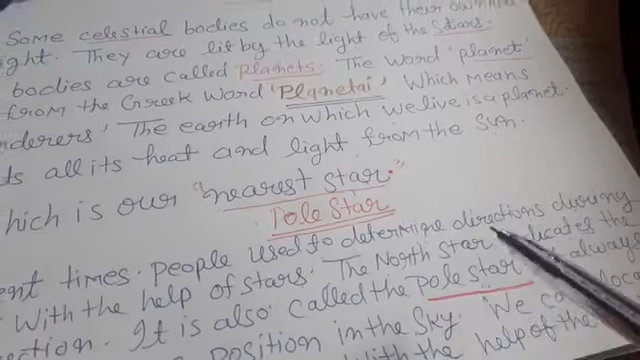 Some celestial bodies do not have their own
ght. They are lit by the light of the stars.
bodies are called Planets. The word 'planet'
from the Greek word 'Planetai' Which means
nderers' The earth on which we live is a planet.
ts all its heat and light from the Sun.
hich is our "nearest star."
Pole Star
ent times. people used to determine directions during
With the help of stars. The North Star dicates the
ection. It is also called the pole star always
position in the Sky. We ca
With the help of the